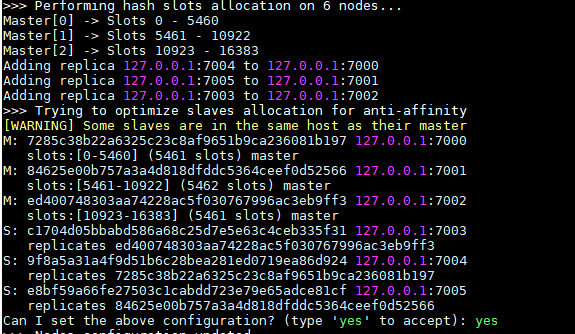 >>> Performing hash slots allocation on 6 nodes...
Master[0] -> Slots 0 - 5460
Master[1] -> Slots 5461 - 10922
Master[2] -> Slots 10923 - 16383
Adding replica 127.0.0.1:7004 to 127.0.0.1:7000
Adding replica 127.0.0.1:7005 to 127.0.0.1:7001
Adding replica 127.0.0.1:7003 to 127.0.0.1:7002
>>> Trying to optimize slaves allocation for anti-affinity
[WARNING] Some slaves are in the same host as their master
M: 7285c38b22a6325c23c8af9651b9ca236081b197 127.0.0.1:7000
   slots:[0-5460] (5461 slots) master
M: 84625e00b757a3a4d818dfddc5364ceef0d52566 127.0.0.1:7001
   slots:[5461-10922] (5462 slots) master
M: ed400748303aa74228ac5f030767996ac3eb9ff3 127.0.0.1:7002
   slots:[10923-16383] (5461 slots) master
S: c1704d05bbabd586a68c25d7e5e63c4ceb335f31 127.0.0.1:7003
   replicates ed400748303aa74228ac5f030767996ac3eb9ff3
S: 9f8a5a31a4f9d51b6c28bea281ed0719ea86d924 127.0.0.1:7004
   replicates 7285c38b22a6325c23c8af9651b9ca236081b197
S: e8bf59a66fe27503c1cabdd723e79e65adce81cf 127.0.0.1:7005
   replicates 84625e00b757a3a4d818dfddc5364ceef0d52566
Can I set the above configuration? (type 'yes' to accept): yes
>>> Nodes configuration updated